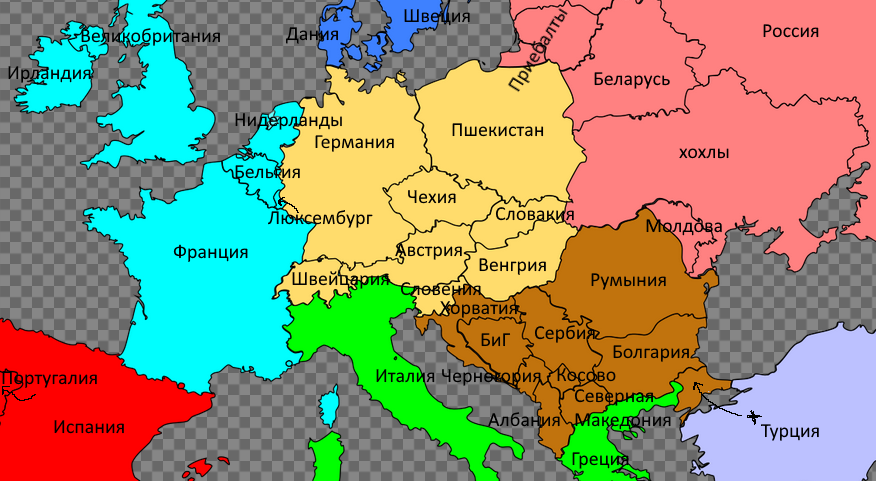 Швеция
Дания
Великобритания
Россия
Приебалты
Ирландия
Беларусь
Нидерланды
Германия
Пшекистан
хохлы
Бельгия
Чехия
Словакия
Люксембург
Молдова
Франция
Австрия
Венгрия
Швейцария
Румыния
Словения
Хорватия
БиГ
Сербия
Болгария
Португалия
Италия
Черногория
Косово
Северная
Македония
Албания
Испания
Турция
Греция